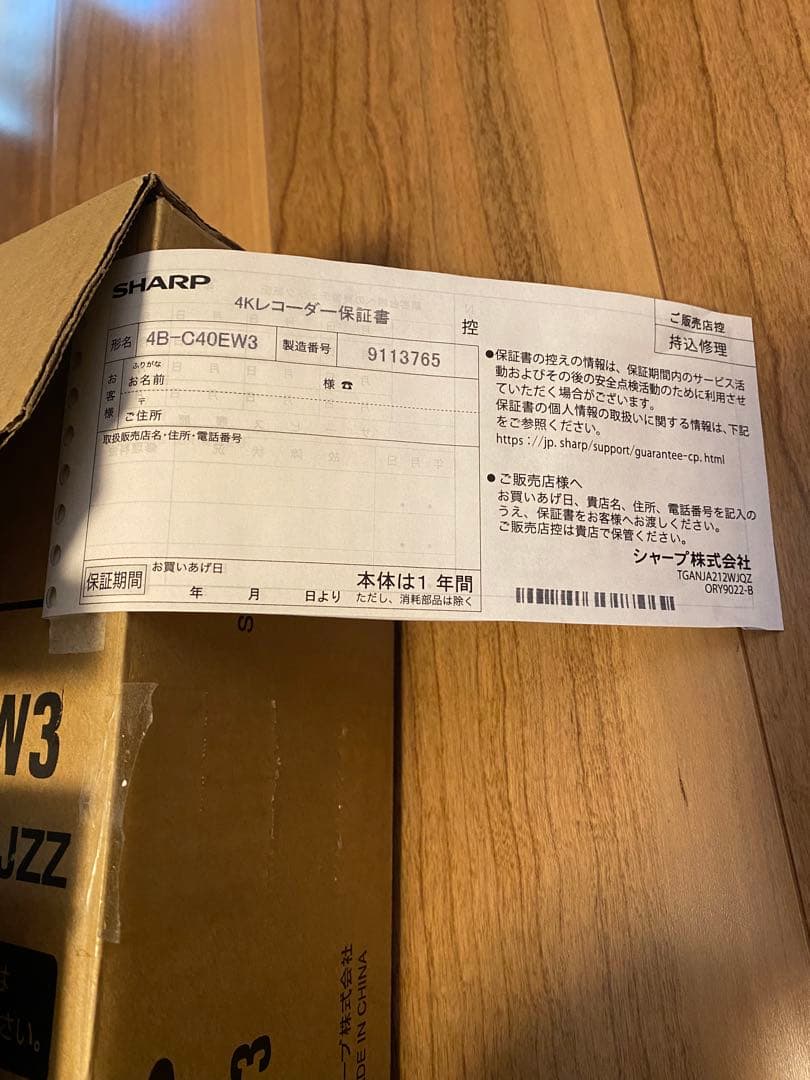 SHARP
4Kレコーダー保証書
控
ご販売店控
持込修理
形名
4B-C40EW3
製造番号
9113765
お客様
ふりがな
お名前
様 ☎
〒
ご住所
取扱販売店名・住所・電話番号
保証期間
お買いあげ日
年 月 日より
本体は1年間
ただし、消耗部品は除く
●保証書の控えの情報は、保証期間内のサービス活
動およびその後の安全点検活動のために利用させ
ていただく場合がございます。
保証書の個人情報の取扱いに関する情報は、下記
をご参照ください。
https://jp.sharp/support/guarantee-cp.html
●ご販売店様へ
お買いあげ日、貴店名、住所、電話番号を記入の
うえ、保証書をお客様へお渡しください。
ご販売店控は貴店で保管ください。
シャープ株式会社
TGANJA212WJQZ
ORY9022-B
S
W3
JZZ
は
さい。
ープ株式会社
DE IN CHINA
3